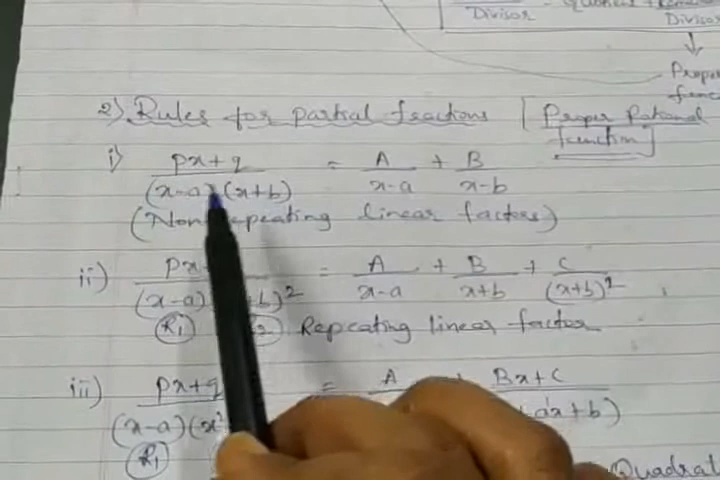 Divisor
Divisor
Proper
2) Rules for partial fractions [ Proper Rational function ]
i) px+q / (x-a)(x+b) = A / x-a + B / x-b
(Non repeating linear factors)
ii) = A / x-a + B / x+b + C / (x+b)²
(R₁) Repeating linear factor
iii) px+q = A + Bx+C
(x-a) ax+b)
(R₁) Quadrat